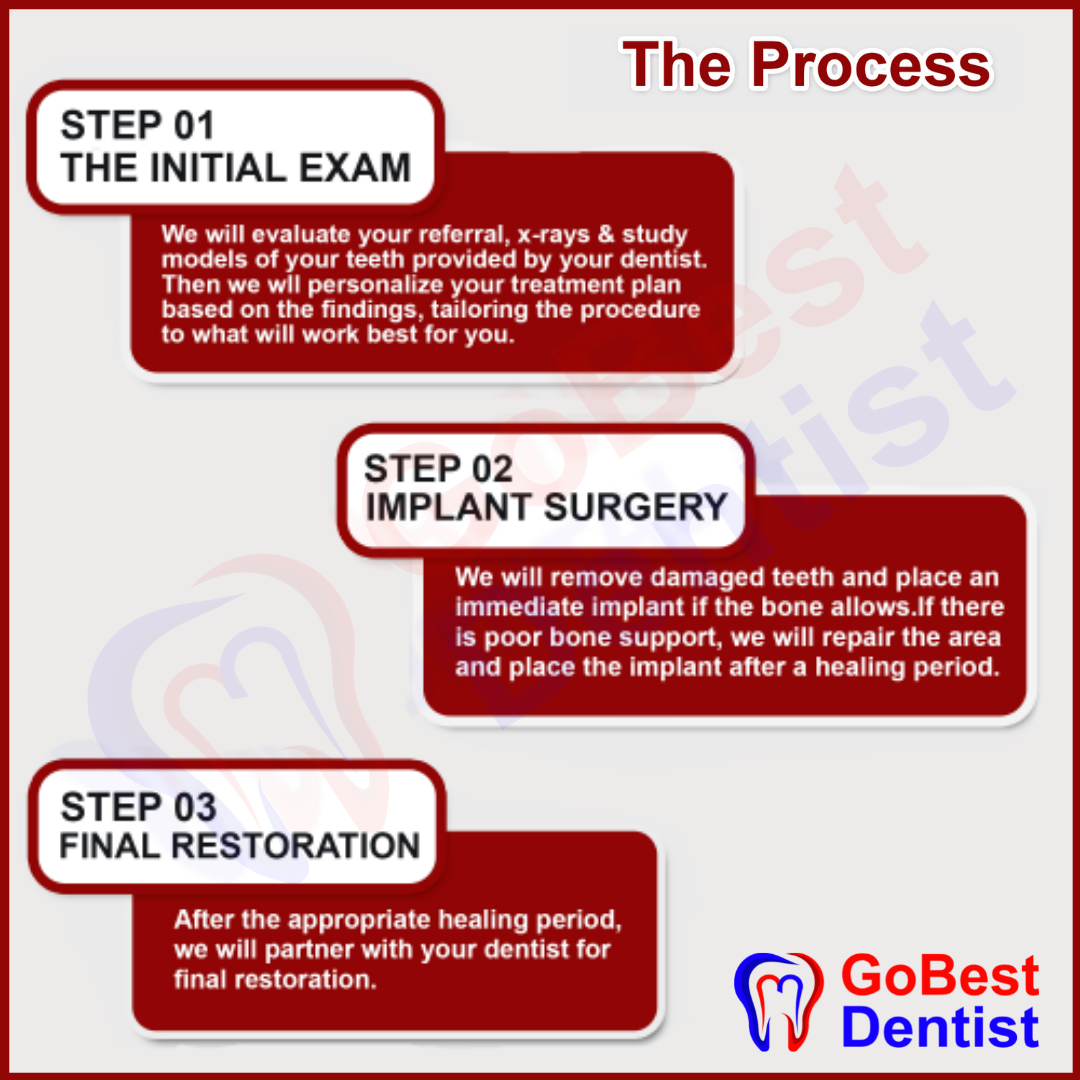 The Process
STEP 01
THE INITIAL EXAM
We will evaluate your referral, x-rays & study
models of your teeth provided by your dentist.
Then we wll personalize your treatment plan
based on the findings, tailoring the procedure
to what will work best for you.
STEP 02
IMPLANT SURGERY
We will remove damaged teeth and place an
immediate implant if the bone allows.If there
is poor bone support, we will repair the area
and place the implant after a healing period.
STEP 03
FINAL RESTORATION
After the appropriate healing period,
we will partner with your dentist for
final restoration.
GoBest
Dentist
GoBest
Dentist